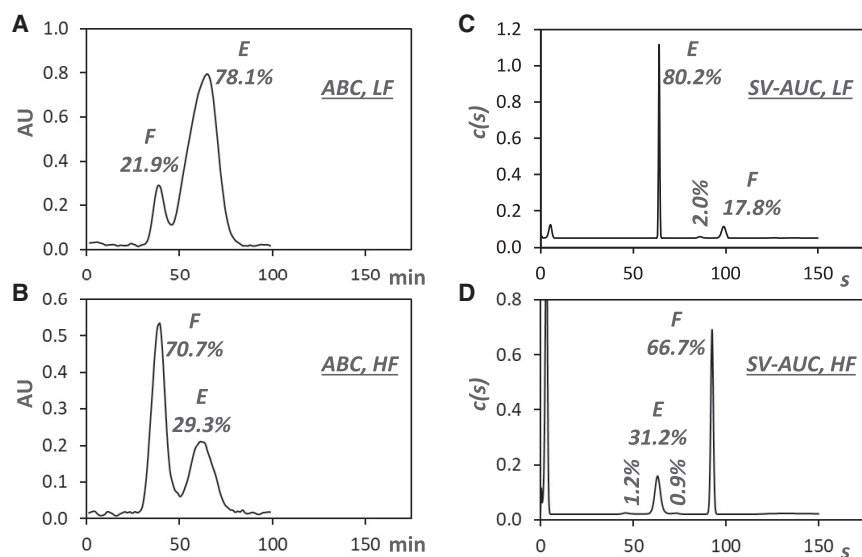 A
1.0
0.8
0.6
0.4
0.2
0.0
AU
F
21.9%
E
78.1%
ABC, LF
0
50
100
150
min
B
0.6
0.5
0.4
0.3
0.2
0.1
0.0
AU
F
70.7%
E
29.3%
ABC, HF
0
50
100
150
min
C
1.2
1.0
0.8
0.6
0.4
0.2
0.0
c(s)
E
80.2%
2.0%
F
17.8%
SV-AUC, LF
0
50
100
150
s
D
0.8
0.6
0.4
0.2
0.0
c(s)
F
66.7%
E
31.2%
1.2%
0.9%
SV-AUC, HF
0
50
100
150
s